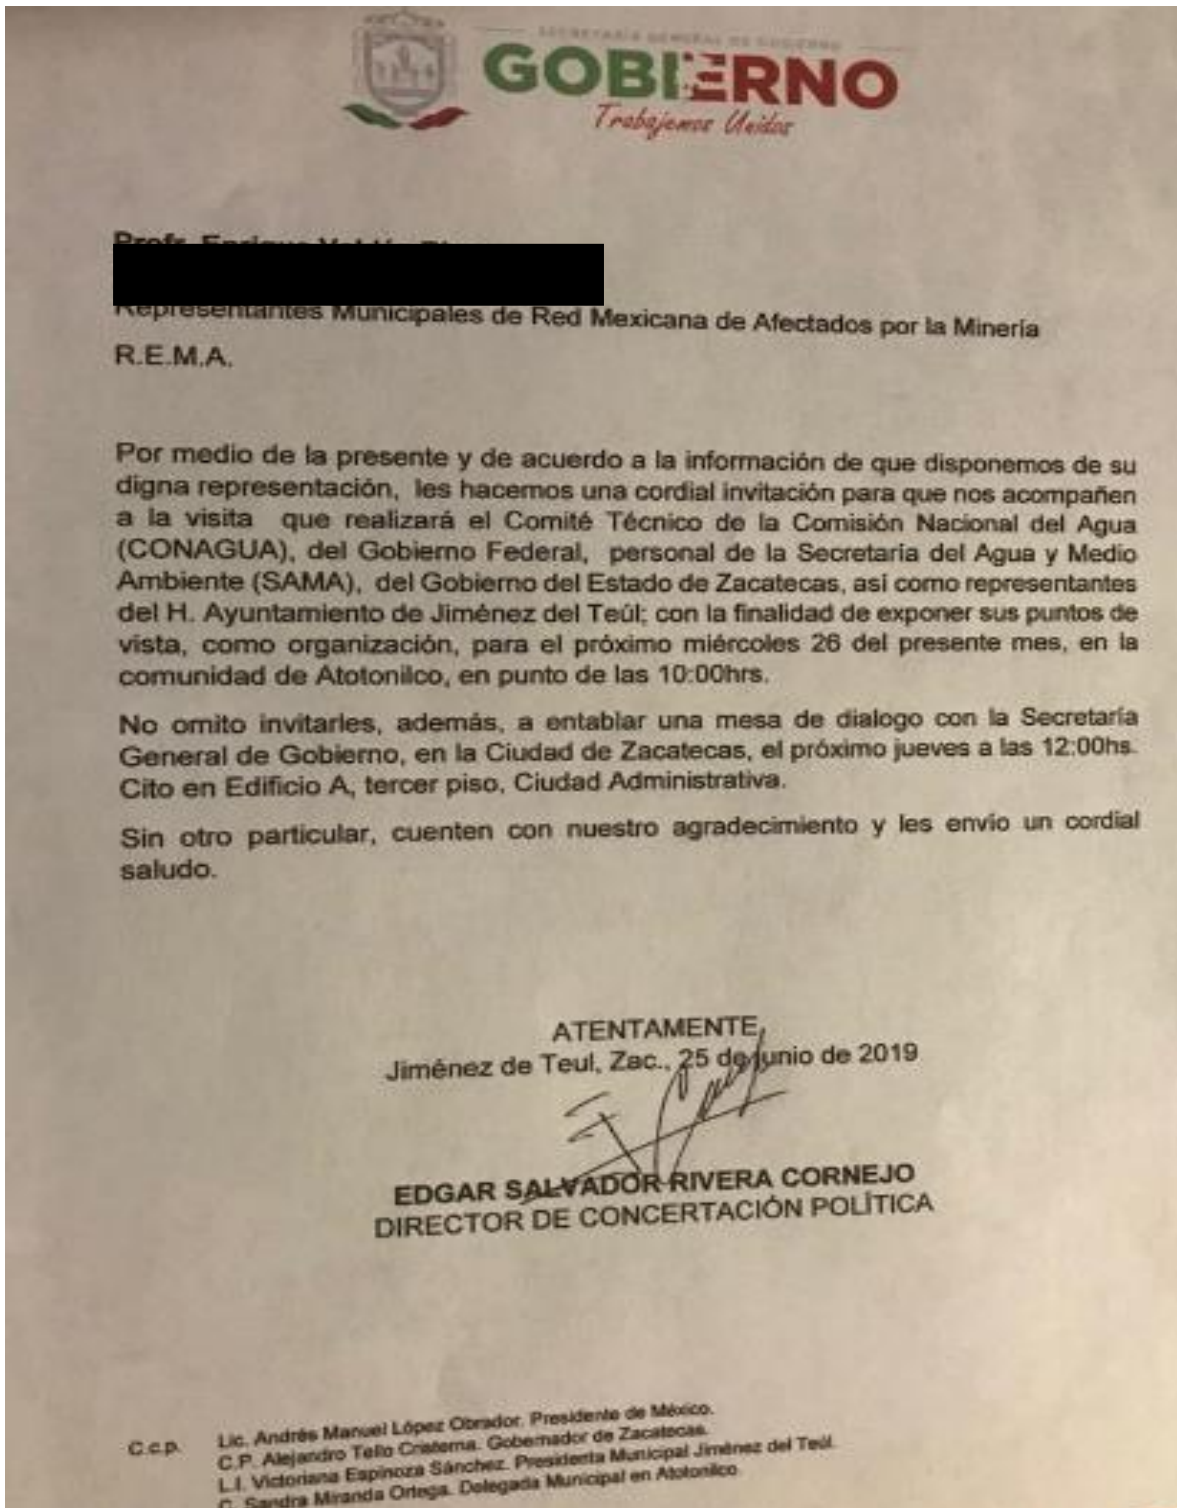 SECRETARÍA GENERAL DE GOBIERNO
GOBIERNO
Trabajemos Unidos
Profr. Enrique
Representantes Municipales de Red Mexicana de Afectados por la Minería
R.E.M.A.
Por medio de la presente y de acuerdo a la información de que disponemos de su
digna representación, les hacemos una cordial invitación para que nos acompañen
a la visita que realizará el Comité Técnico de la Comisión Nacional del Agua
(CONAGUA), del Gobierno Federal, personal de la Secretaria del Agua y Medio
Ambiente (SAMA), del Gobierno del Estado de Zacatecas, así como representantes
del H. Ayuntamiento de Jiménez del Teúl; con la finalidad de exponer sus puntos de
vista, como organización, para el próximo miércoles 26 del presente mes, en la
comunidad de Atotonilco, en punto de las 10:00hrs.
No omito invitarles, además, a entablar una mesa de dialogo con la Secretaría
General de Gobierno, en la Ciudad de Zacatecas, el próximo jueves a las 12:00hs.
Cito en Edificio A, tercer piso, Ciudad Administrativa.
Sin otro particular, cuenten con nuestro agradecimiento y les envío un cordial
saludo.
ATENTAMENTE
Jiménez de Teul, Zac., 25 de junio de 2019
EDGAR SALVADOR RIVERA CORNEJO
DIRECTOR DE CONCERTACIÓN POLÍTICA
C.c.p. Lic. Andrés Manuel López Obrador. Presidente de México.
C.P. Alejandro Tello Cristerna. Gobernador de Zacatecas.
L.I. Victoriana Espinoza Sánchez. Presidenta Municipal Jiménez del Teúl.
C. Sandra Miranda Ortega. Delegada Municipal en Atotonilco